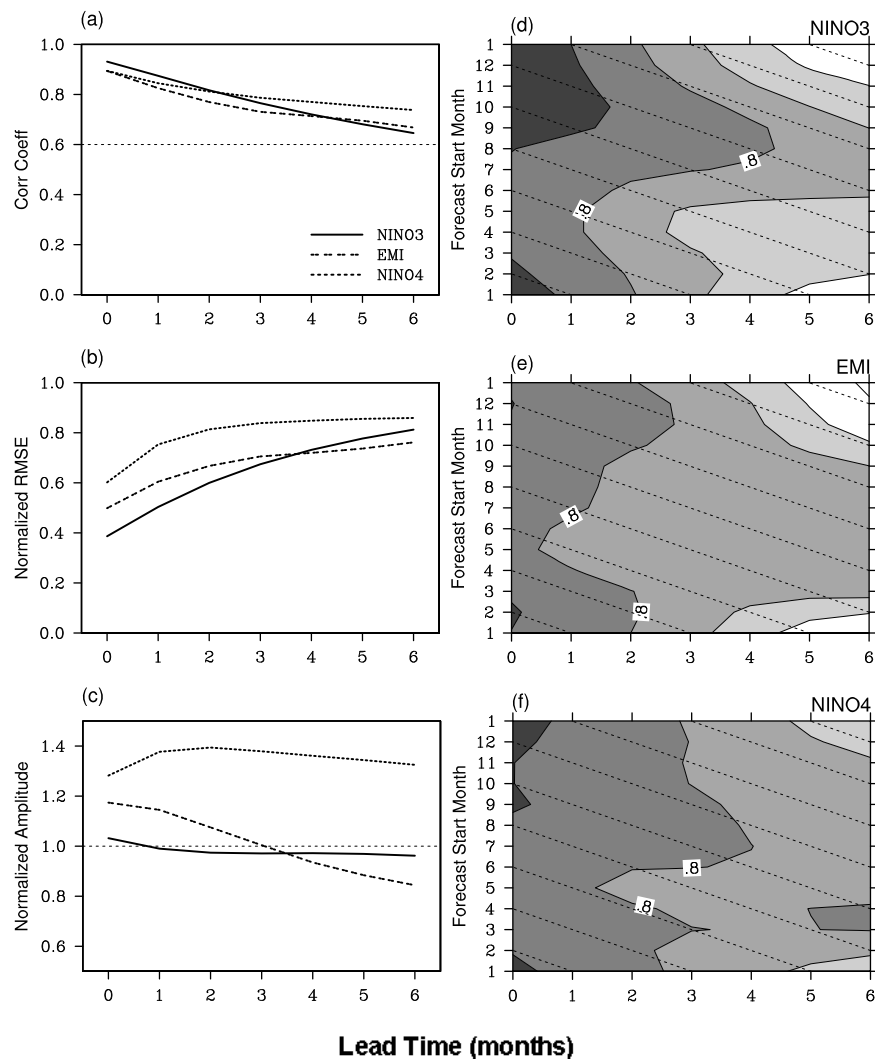 (a)
Corr Coeff
1.0
0.8
0.6
0.4
0.2
0.0
NINO3
EMI
NINO4
0 1 2 3 4 5 6
(b)
Normalized RMSE
1.0
0.8
0.6
0.4
0.2
0.0
0 1 2 3 4 5 6
(c)
Normalized Amplitude
1.4
1.2
1.0
0.8
0.6
0 1 2 3 4 5 6
(d)
NINO3
Forecast Start Month
1
12
11
10
9
8
7
6
5
4
3
2
1
.8
.8
0 1 2 3 4 5 6
(e)
EMI
Forecast Start Month
1
12
11
10
9
8
7
6
5
4
3
2
1
.8
.8
0 1 2 3 4 5 6
(f)
NINO4
Forecast Start Month
1
12
11
10
9
8
7
6
5
4
3
2
1
.8
.8
0 1 2 3 4 5 6
Lead Time (months)